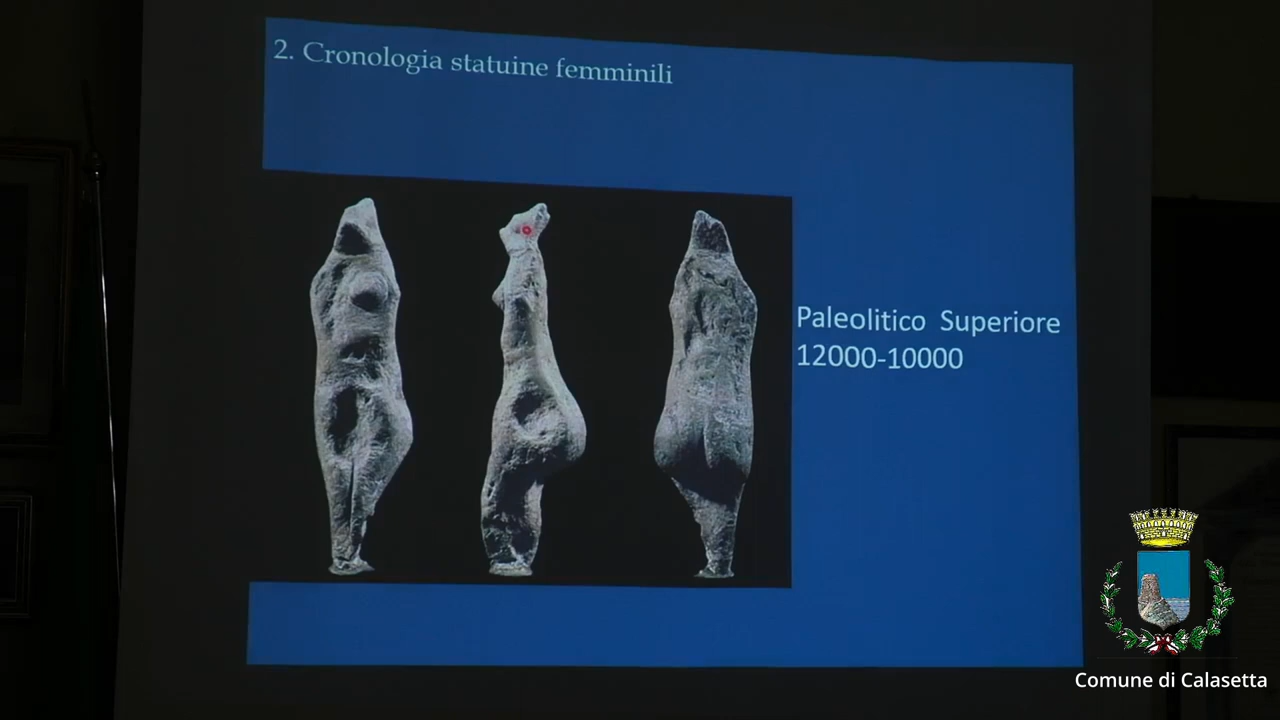 2. Cronologia statuine femminili
Paleolitico Superiore
12000-10000
Comune di Calasetta